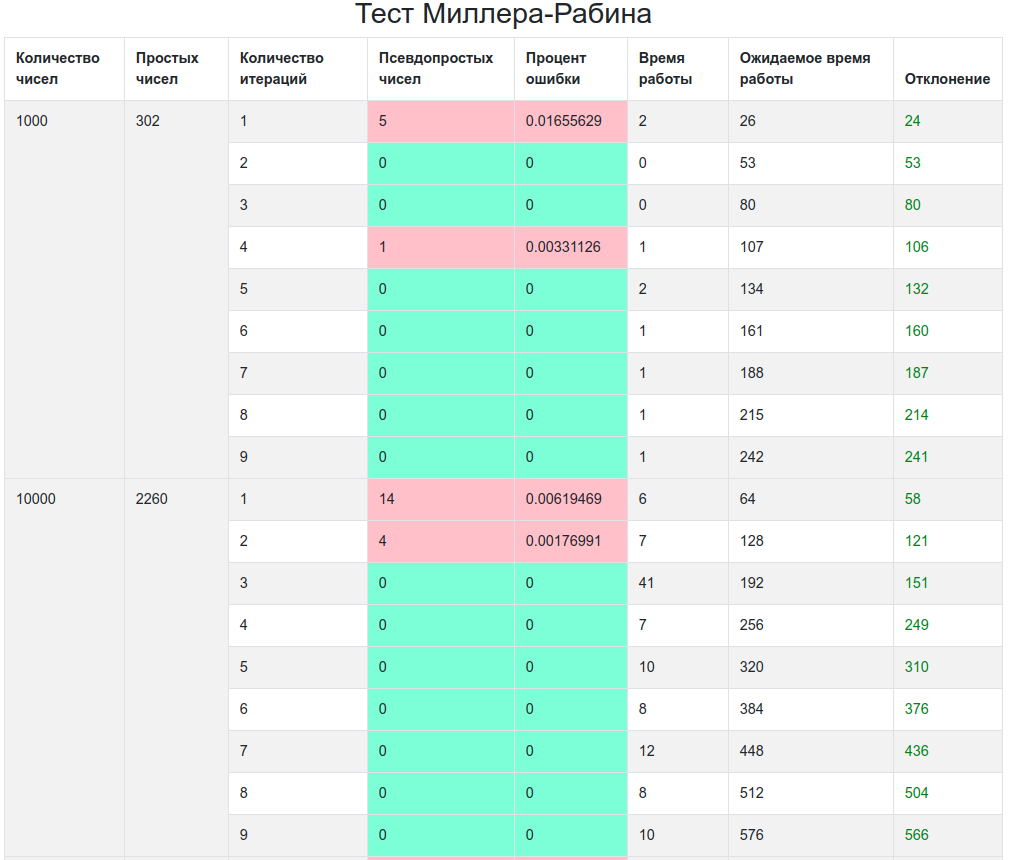 Тест Миллера-Рабина
Количество чисел Простых чисел Количество итераций Псевдопростых чисел Процент ошибки Время работы Ожидаемое время работы Отклонение
1000 302 1 5 0.01655629 2 26 24
2 0 0 0 53 53
3 0 0 0 80 80
4 1 0.00331126 1 107 106
5 0 0 2 134 132
6 0 0 1 161 160
7 0 0 1 188 187
8 0 0 1 215 214
9 0 0 1 242 241
10000 2260 1 14 0.00619469 6 64 58
2 4 0.00176991 7 128 121
3 0 0 41 192 151
4 0 0 7 256 249
5 0 0 10 320 310
6 0 0 8 384 376
7 0 0 12 448 436
8 0 0 8 512 504
9 0 0 10 576 566